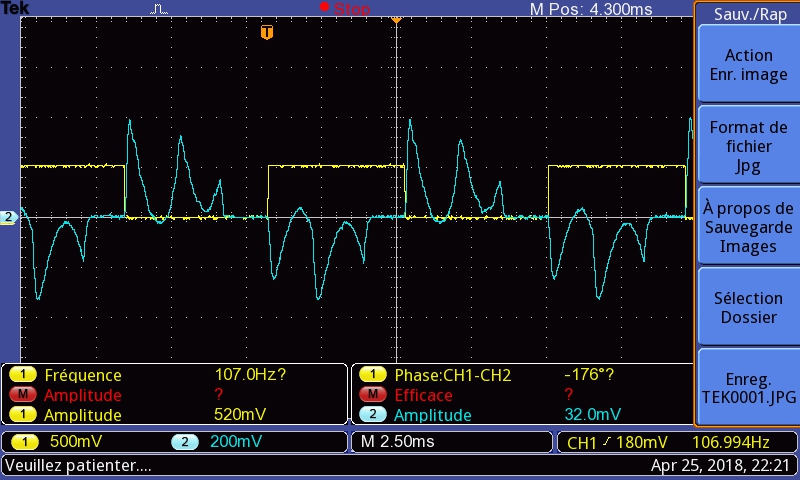 Tek
Stop
M Pos: 4.300ms
Sauv./Rap
T
Action
Enr. image
Format de
fichier
Jpg
2
À propos de
Sauvegarde
Images
Sélection
Dossier
1 Fréquence 107.0Hz?
M Amplitude ?
1 Amplitude 520mV
1 Phase:CH1-CH2 -176°?
M Efficace ?
2 Amplitude 32.0mV
Enreg.
TEK0001.JPG
1 500mV
2 200mV
M 2.50ms
CH1 180mV 106.994Hz
Veuillez patienter....
Apr 25, 2018, 22:21